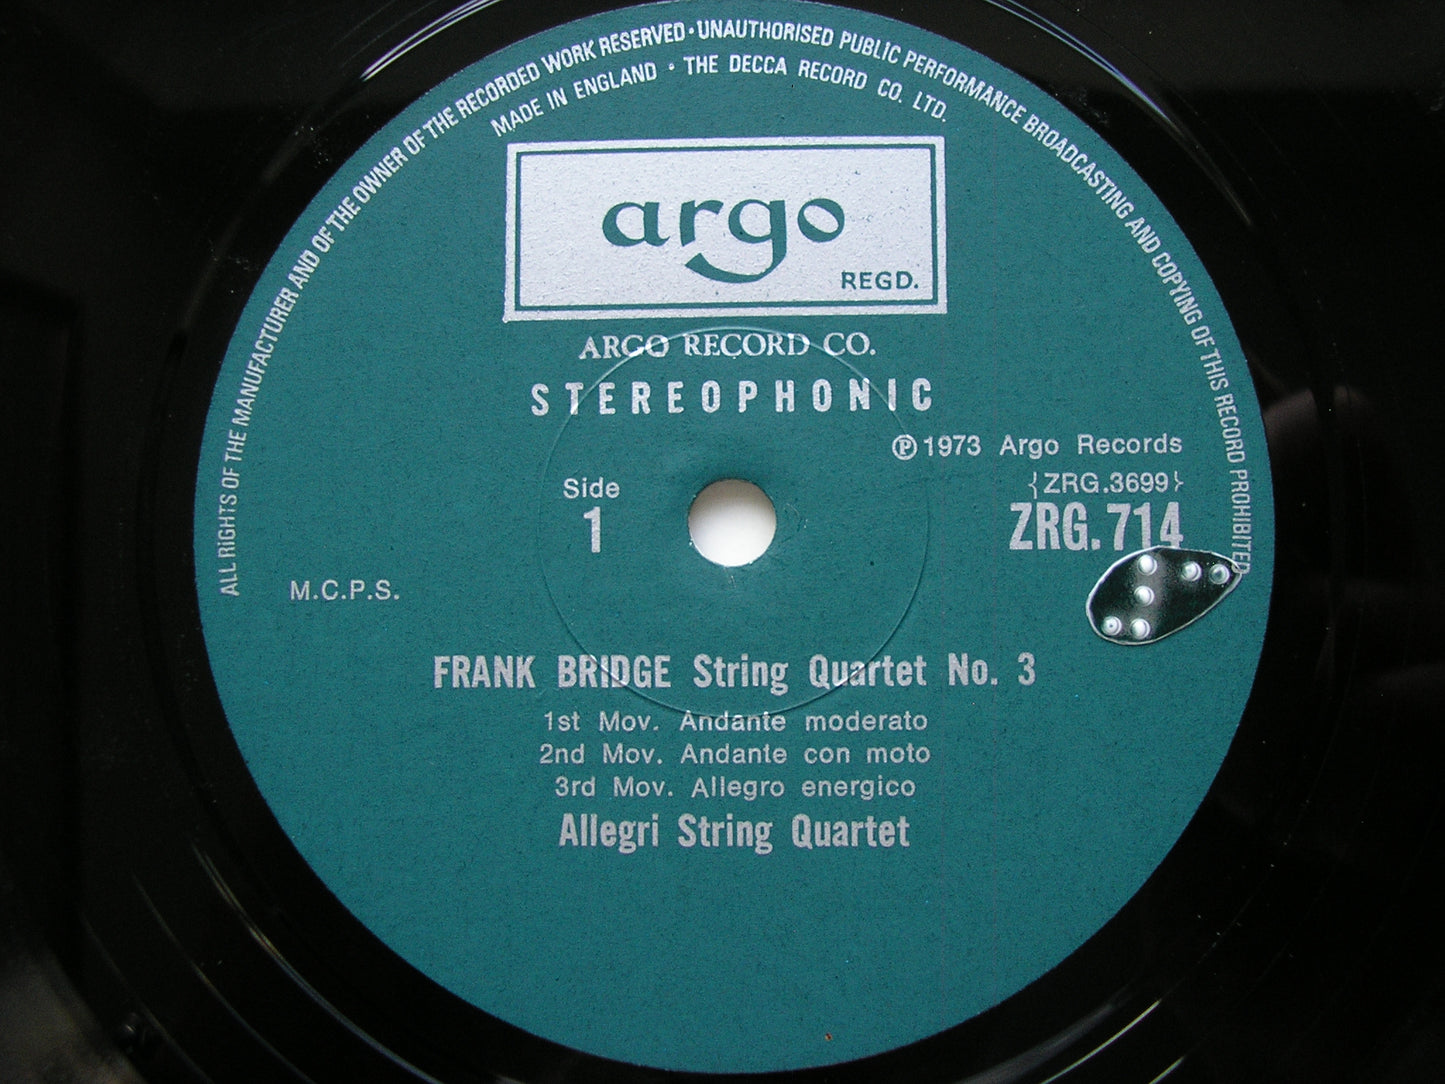 ALL RIGHTS OF THE MANUFACTURER AND OF THE OWNER OF THE RECORDED WORK RESERVED · UNAUTHORISED PUBLIC PERFORMANCE BROADCASTING AND COPYING OF THIS RECORD PROHIBITED
MADE IN ENGLAND · THE DECCA RECORD CO. LTD.
argo
REGD.
ARGO RECORD CO.
STEREOPHONIC
℗ 1973 Argo Records
{ZRG.3699}
Side
1
ZRG.714
M.C.P.S.
FRANK BRIDGE String Quartet No. 3
1st Mov. Andante moderato
2nd Mov. Andante con moto
3rd Mov. Allegro energico
Allegri String Quartet